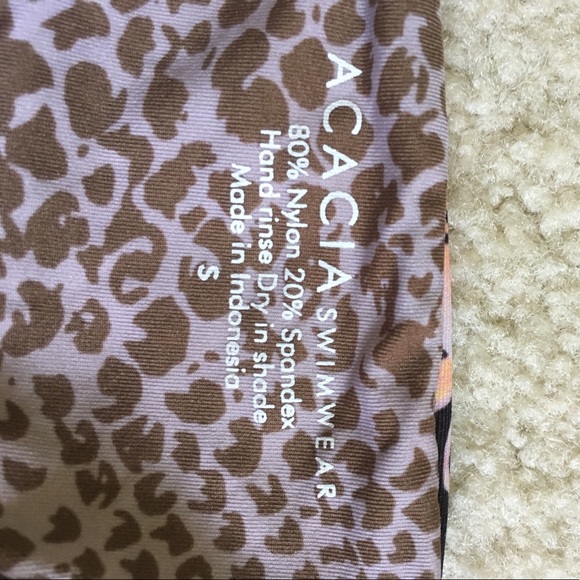 ACACIA SWIMWEAR
80% Nylon 20% Spandex
Hand rinse Dry in shade
Made in Indonesia
S